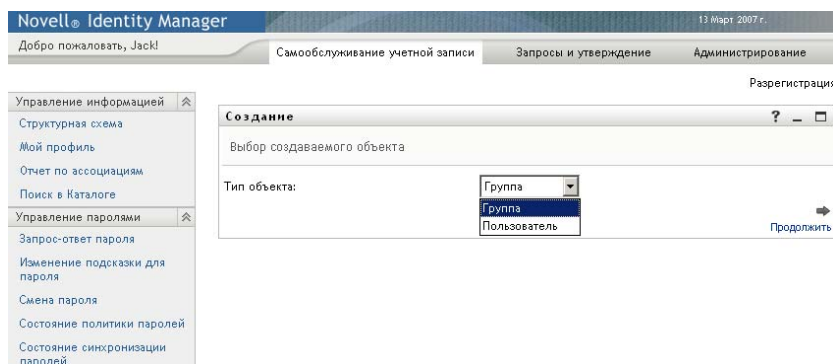 Novell® Identity Manager
13 Март 2007 г.
Добро пожаловать, Jack!
Самообслуживание учетной записи
Запросы и утверждение
Администрирование
Разрегистрация
Управление информацией
Структурная схема
Мой профиль
Отчет по ассоциациям
Поиск в Каталоге
Управление паролями
Запрос-ответ пароля
Изменение подсказки для
пароля
Смена пароля
Состояние политики паролей
Состояние синхронизации
паролей
Создание
?
Выбор создаваемого объекта
Тип объекта:
Группа
Группа
Пользователь
Продолжить